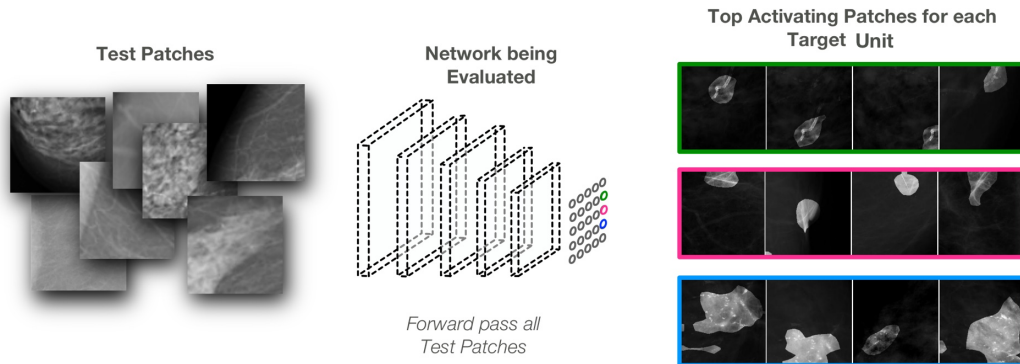 Test Patches
Network being
Evaluated
Forward pass all
Test Patches
Top Activating Patches for each
Target Unit